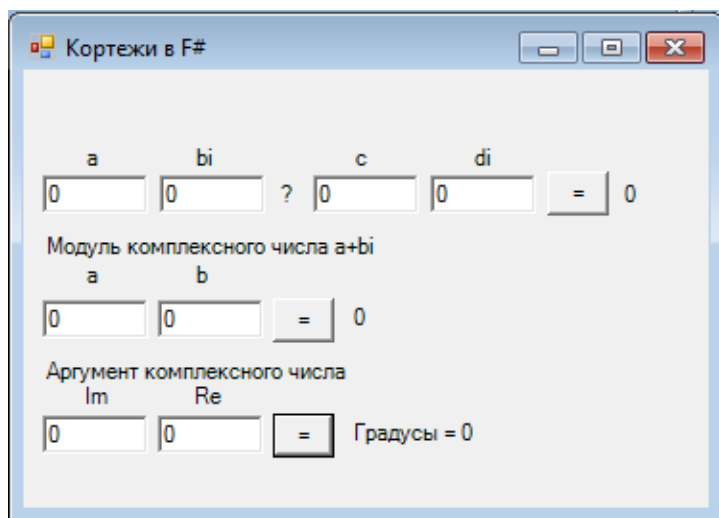 Кортежи в F#
a bi c di
0 0 ? 0 0 = 0
Модуль комплексного числа a+bi
a b
0 0 = 0
Аргумент комплексного числа
Im Re
0 0 = Градусы = 0